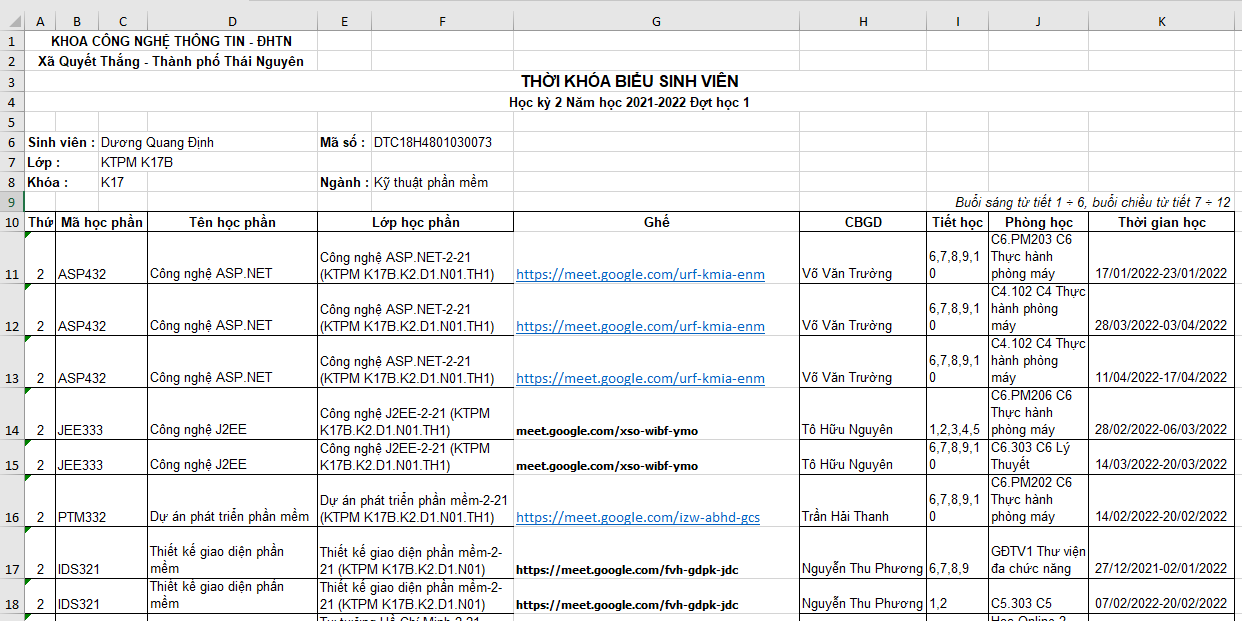 A B C D E F G H I J K
1 KHOA CÔNG NGHỆ THÔNG TIN - ĐHTN
2 Xã Quyết Thắng - Thành phố Thái Nguyên
3 THỜI KHÓA BIỂU SINH VIÊN
4 Học kỳ 2 Năm học 2021-2022 Đợt học 1
5
6 Sinh viên : Dương Quang Định Mã số : DTC18H4801030073
7 Lớp : KTPM K17B
8 Khóa : K17 Ngành : Kỹ thuật phần mềm
9 Buổi sáng từ tiết 1 ÷ 6, buổi chiều từ tiết 7 ÷ 12
10 Thứ Mã học phần Tên học phần Lớp học phần Ghế CBGD Tiết học Phòng học Thời gian học
C6.PM203 C6
Công nghệ ASP.NET-2-21 6,7,8,9,1 Thực hành
11 2 ASP432 Công nghệ ASP.NET (KTPM K17B.K2.D1.N01.TH1) https://meet.google.com/urf-kmia-enm Võ Văn Trường 0 phòng máy 17/01/2022-23/01/2022
C4.102 C4 Thực
Công nghệ ASP.NET-2-21 6,7,8,9,1 hành phòng
12 2 ASP432 Công nghệ ASP.NET (KTPM K17B.K2.D1.N01.TH1) https://meet.google.com/urf-kmia-enm Võ Văn Trường 0 máy 28/03/2022-03/04/2022
C4.102 C4 Thực
Công nghệ ASP.NET-2-21 6,7,8,9,1 hành phòng
13 2 ASP432 Công nghệ ASP.NET (KTPM K17B.K2.D1.N01.TH1) https://meet.google.com/urf-kmia-enm Võ Văn Trường 0 máy 11/04/2022-17/04/2022
C6.PM206 C6
Công nghệ J2EE-2-21 (KTPM Thực hành
14 2 JEE333 Công nghệ J2EE K17B.K2.D1.N01.TH1) meet.google.com/xso-wibf-ymo Tô Hữu Nguyên 1,2,3,4,5 phòng máy 28/02/2022-06/03/2022
Công nghệ J2EE-2-21 (KTPM 6,7,8,9,1 C6.303 C6 Lý
15 2 JEE333 Công nghệ J2EE K17B.K2.D1.N01.TH1) meet.google.com/xso-wibf-ymo Tô Hữu Nguyên 0 Thuyết 14/03/2022-20/03/2022
C6.PM202 C6
Dự án phát triển phần mềm-2-21 6,7,8,9,1 Thực hành
16 2 PTM332 Dự án phát triển phần mềm (KTPM K17B.K2.D1.N01.TH1) https://meet.google.com/izw-abhd-gcs Trần Hải Thanh 0 phòng máy 14/02/2022-20/02/2022
Thiết kế giao diện phần Thiết kế giao diện phần mềm-2- GĐTV1 Thư viện
17 2 IDS321 mềm 21 (KTPM K17B.K2.D1.N01) https://meet.google.com/fvh-gdpk-jdc Nguyễn Thu Phương 6,7,8,9 đa chức năng 27/12/2021-02/01/2022
Thiết kế giao diện phần Thiết kế giao diện phần mềm-2-
18 2 IDS321 mềm 21 (KTPM K17B.K2.D1.N01) https://meet.google.com/fvh-gdpk-jdc Nguyễn Thu Phương 1,2 C5.303 C5 07/02/2022-20/02/2022